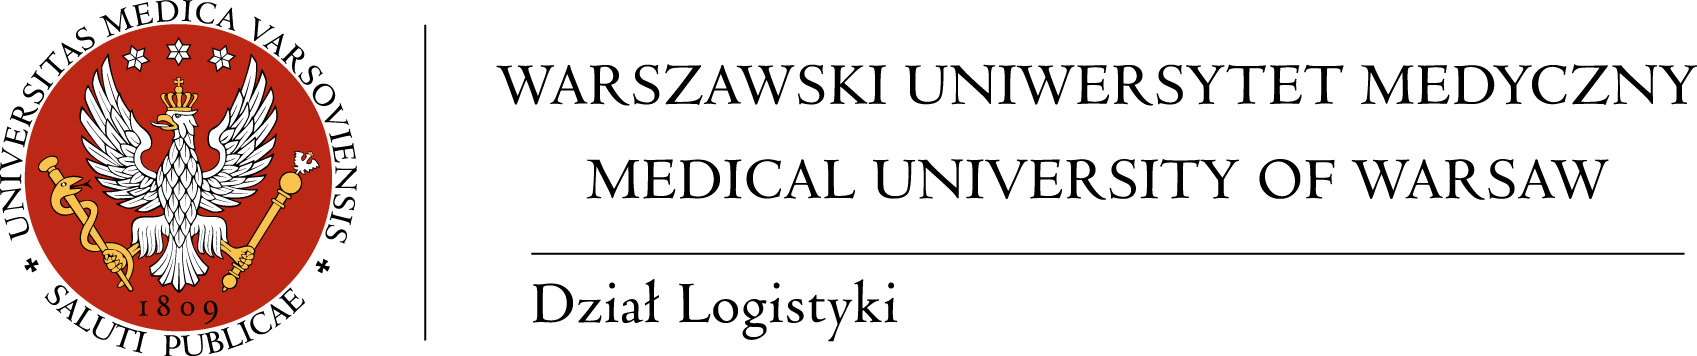 UNIVERSITAS MEDICA VARSOVIENSIS
SALUTI PUBLICAE
1809
WARSZAWSKI UNIWERSYTET MEDYCZNY
MEDICAL UNIVERSITY OF WARSAW
Dział Logistyki